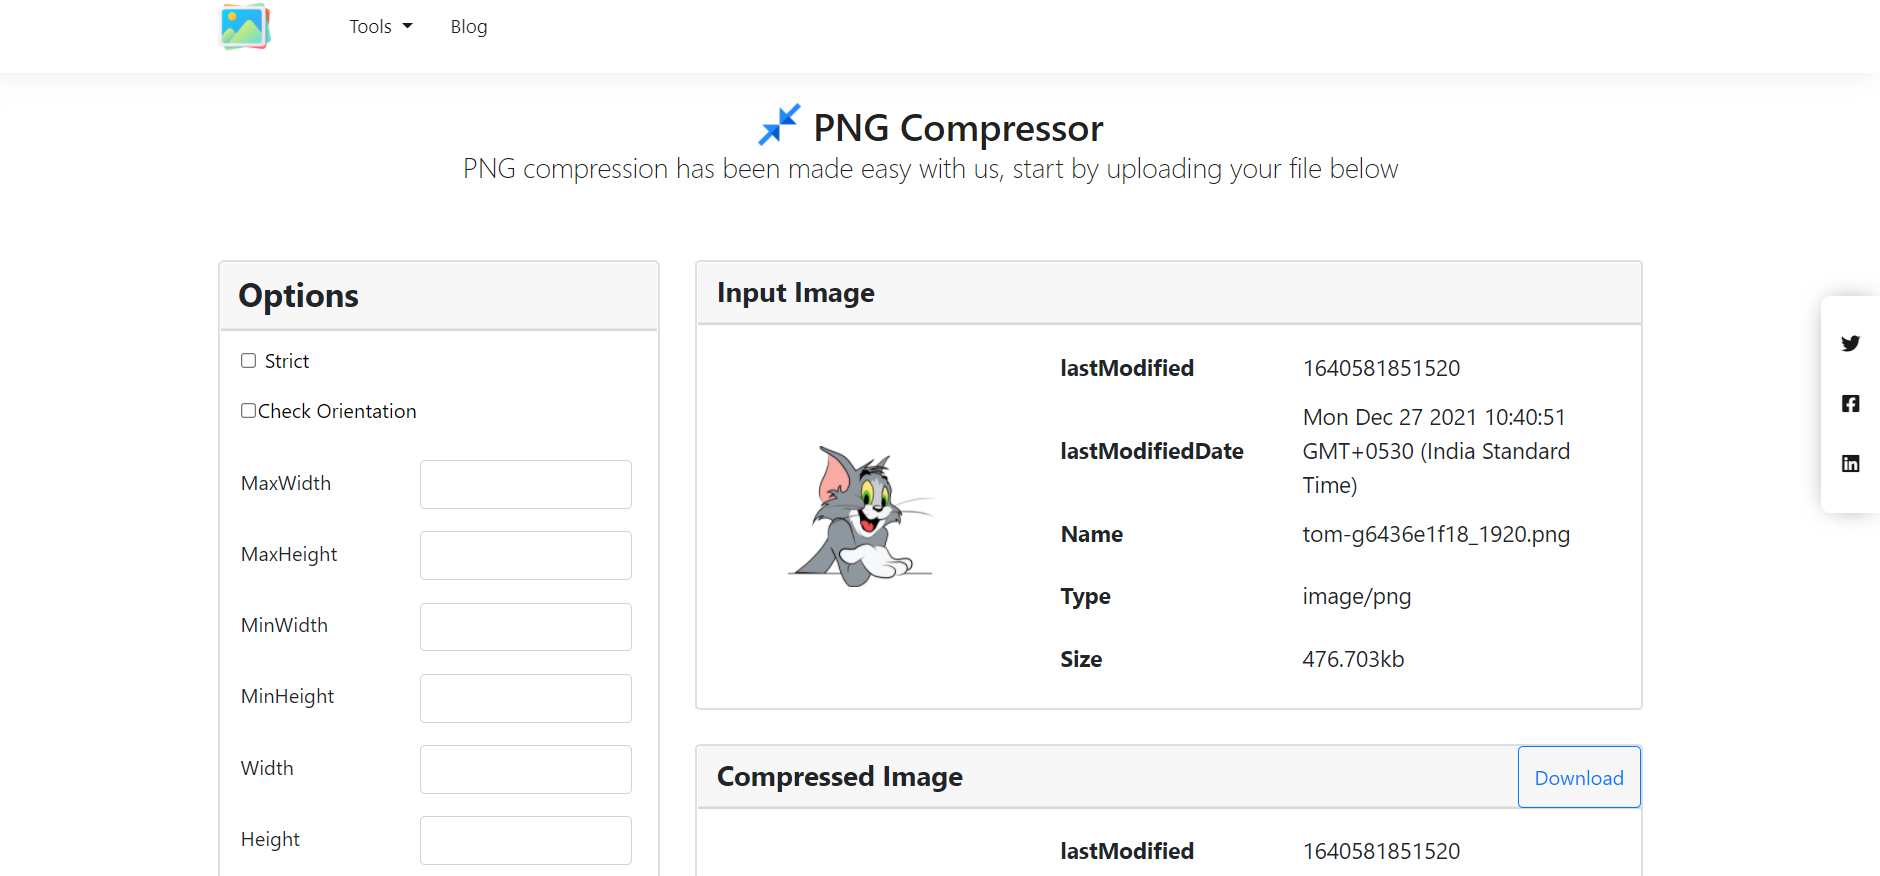 Tools
Blog
PNG Compressor
PNG compression has been made easy with us, start by uploading your file below
Options
Strict
Check Orientation
MaxWidth
MaxHeight
MinWidth
MinHeight
Width
Height
Input Image
lastModified 1640581851520
lastModifiedDate Mon Dec 27 2021 10:40:51
GMT+0530 (India Standard
Time)
Name tom-g6436e1f18_1920.png
Type image/png
Size 476.703kb
Compressed Image
Download
lastModified 1640581851520